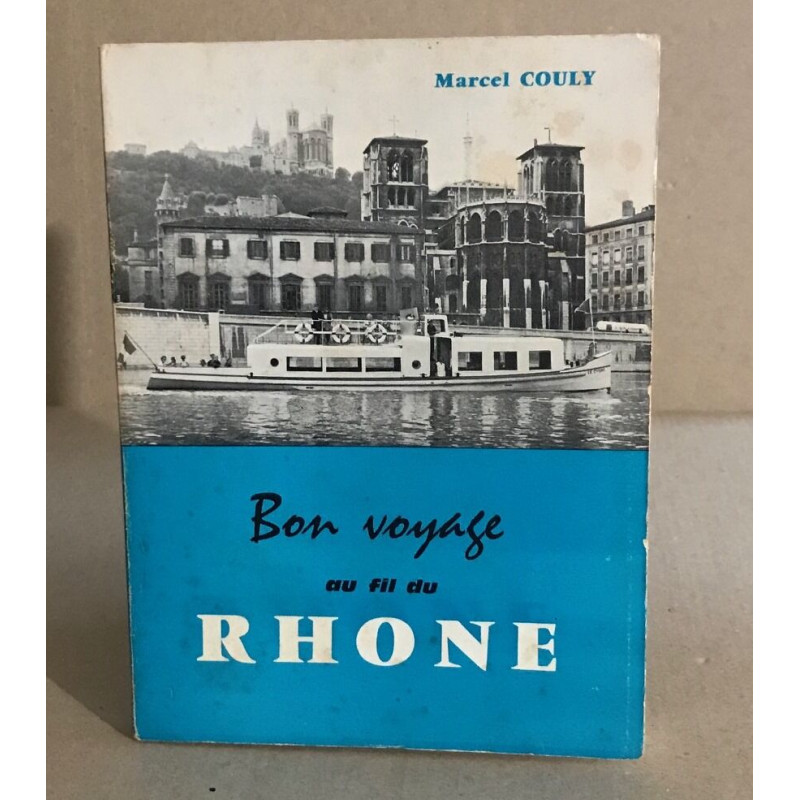 Marcel COULY
Bon voyage
au fil du
RHONE